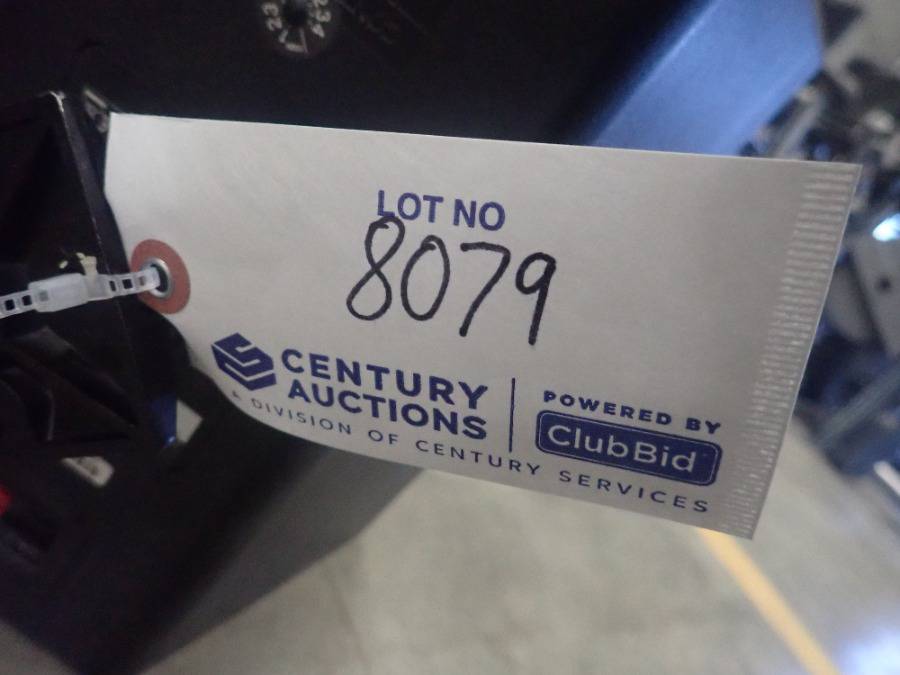 LOT NO
8079
CENTURY
AUCTIONS
A DIVISION OF CENTURY SERVICES
POWERED BY
ClubBid